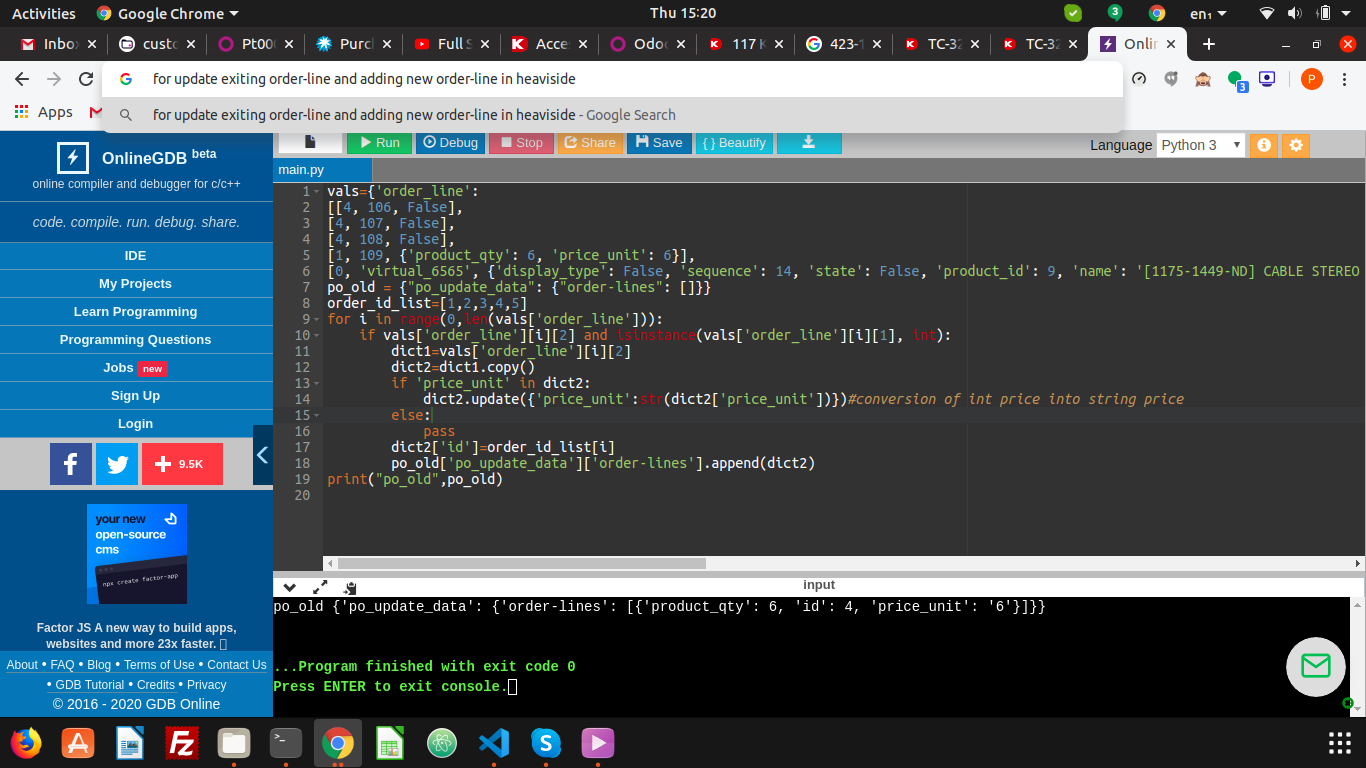 Activities Google Chrome Thu 15:20 3 en₁
Inbo custo Pt000 Purch Full S Acces Odoo 117 K 423-1 TC-32 TC-32 Onlin
for update exiting order-line and adding new order-line in heaviside
3 P
Apps for update exiting order-line and adding new order-line in heaviside - Google Search
OnlineGDB beta
online compiler and debugger for c/c++
code. compile. run. debug. share.
IDE
My Projects
Learn Programming
Programming Questions
Jobs new
Sign Up
Login
9.5K
your new
open-source
cms
npx create factor-app
Factor JS A new way to build apps,
websites and more 23x faster.
About • FAQ • Blog • Terms of Use • Contact Us
• GDB Tutorial • Credits • Privacy
© 2016 - 2020 GDB Online
Run Debug Stop Share Save { } Beautify Language Python 3
main.py
1 vals={'order_line':
2 [[4, 106, False],
3 [4, 107, False],
4 [4, 108, False],
5 [1, 109, {'product_qty': 6, 'price_unit': 6}],
6 [0, 'virtual_6565', {'display_type': False, 'sequence': 14, 'state': False, 'product_id': 9, 'name': '[1175-1449-ND] CABLE STEREO
7 po_old = {"po_update_data": {"order-lines": []}}
8 order_id_list=[1,2,3,4,5]
9 for i in range(0,len(vals['order_line'])):
10 if vals['order_line'][i][2] and isinstance(vals['order_line'][i][1], int):
11 dict1=vals['order_line'][i][2]
12 dict2=dict1.copy()
13 if 'price_unit' in dict2:
14 dict2.update({'price_unit':str(dict2['price_unit'])})#conversion of int price into string price
15 else:
16 pass
17 dict2['id']=order_id_list[i]
18 po_old['po_update_data']['order-lines'].append(dict2)
19 print("po_old",po_old)
20
input
po_old {'po_update_data': {'order-lines': [{'product_qty': 6, 'id': 4, 'price_unit': '6'}]}}
...Program finished with exit code 0
Press ENTER to exit console.